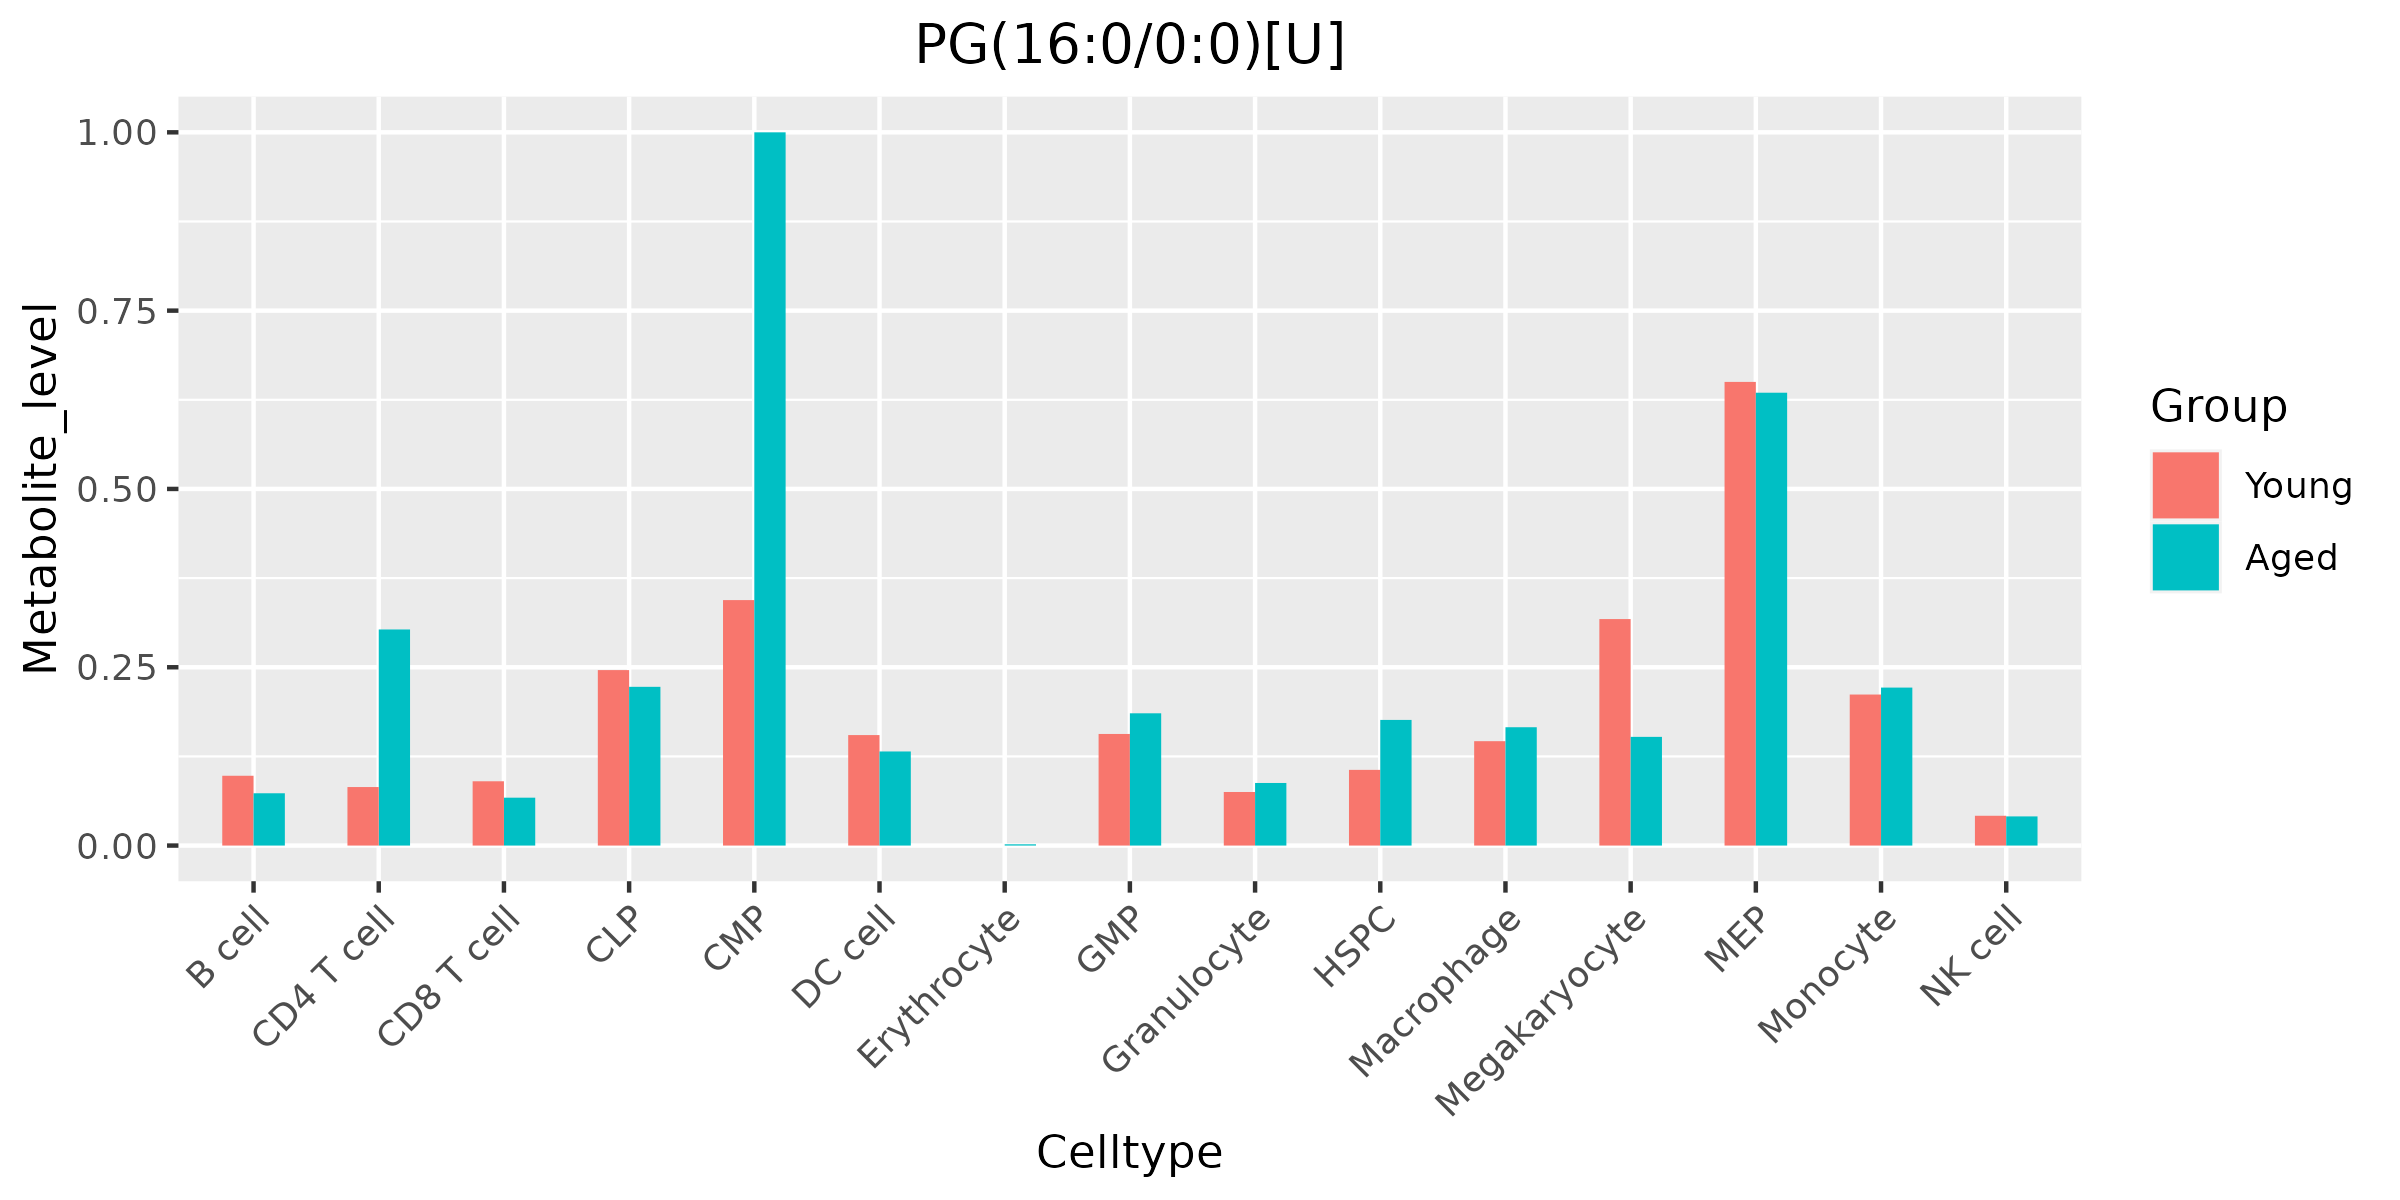 PG(16:0/0:0)[U]
Metabolite_level
1.00
0.75
0.50
0.25
0.00
B cell
CD4 T cell
CD8 T cell
CLP
CMP
DC cell
Erythrocyte
GMP
Granulocyte
HSPC
Macrophage
Megakaryocyte
MEP
Monocyte
NK cell
Celltype
Group
Young
Aged